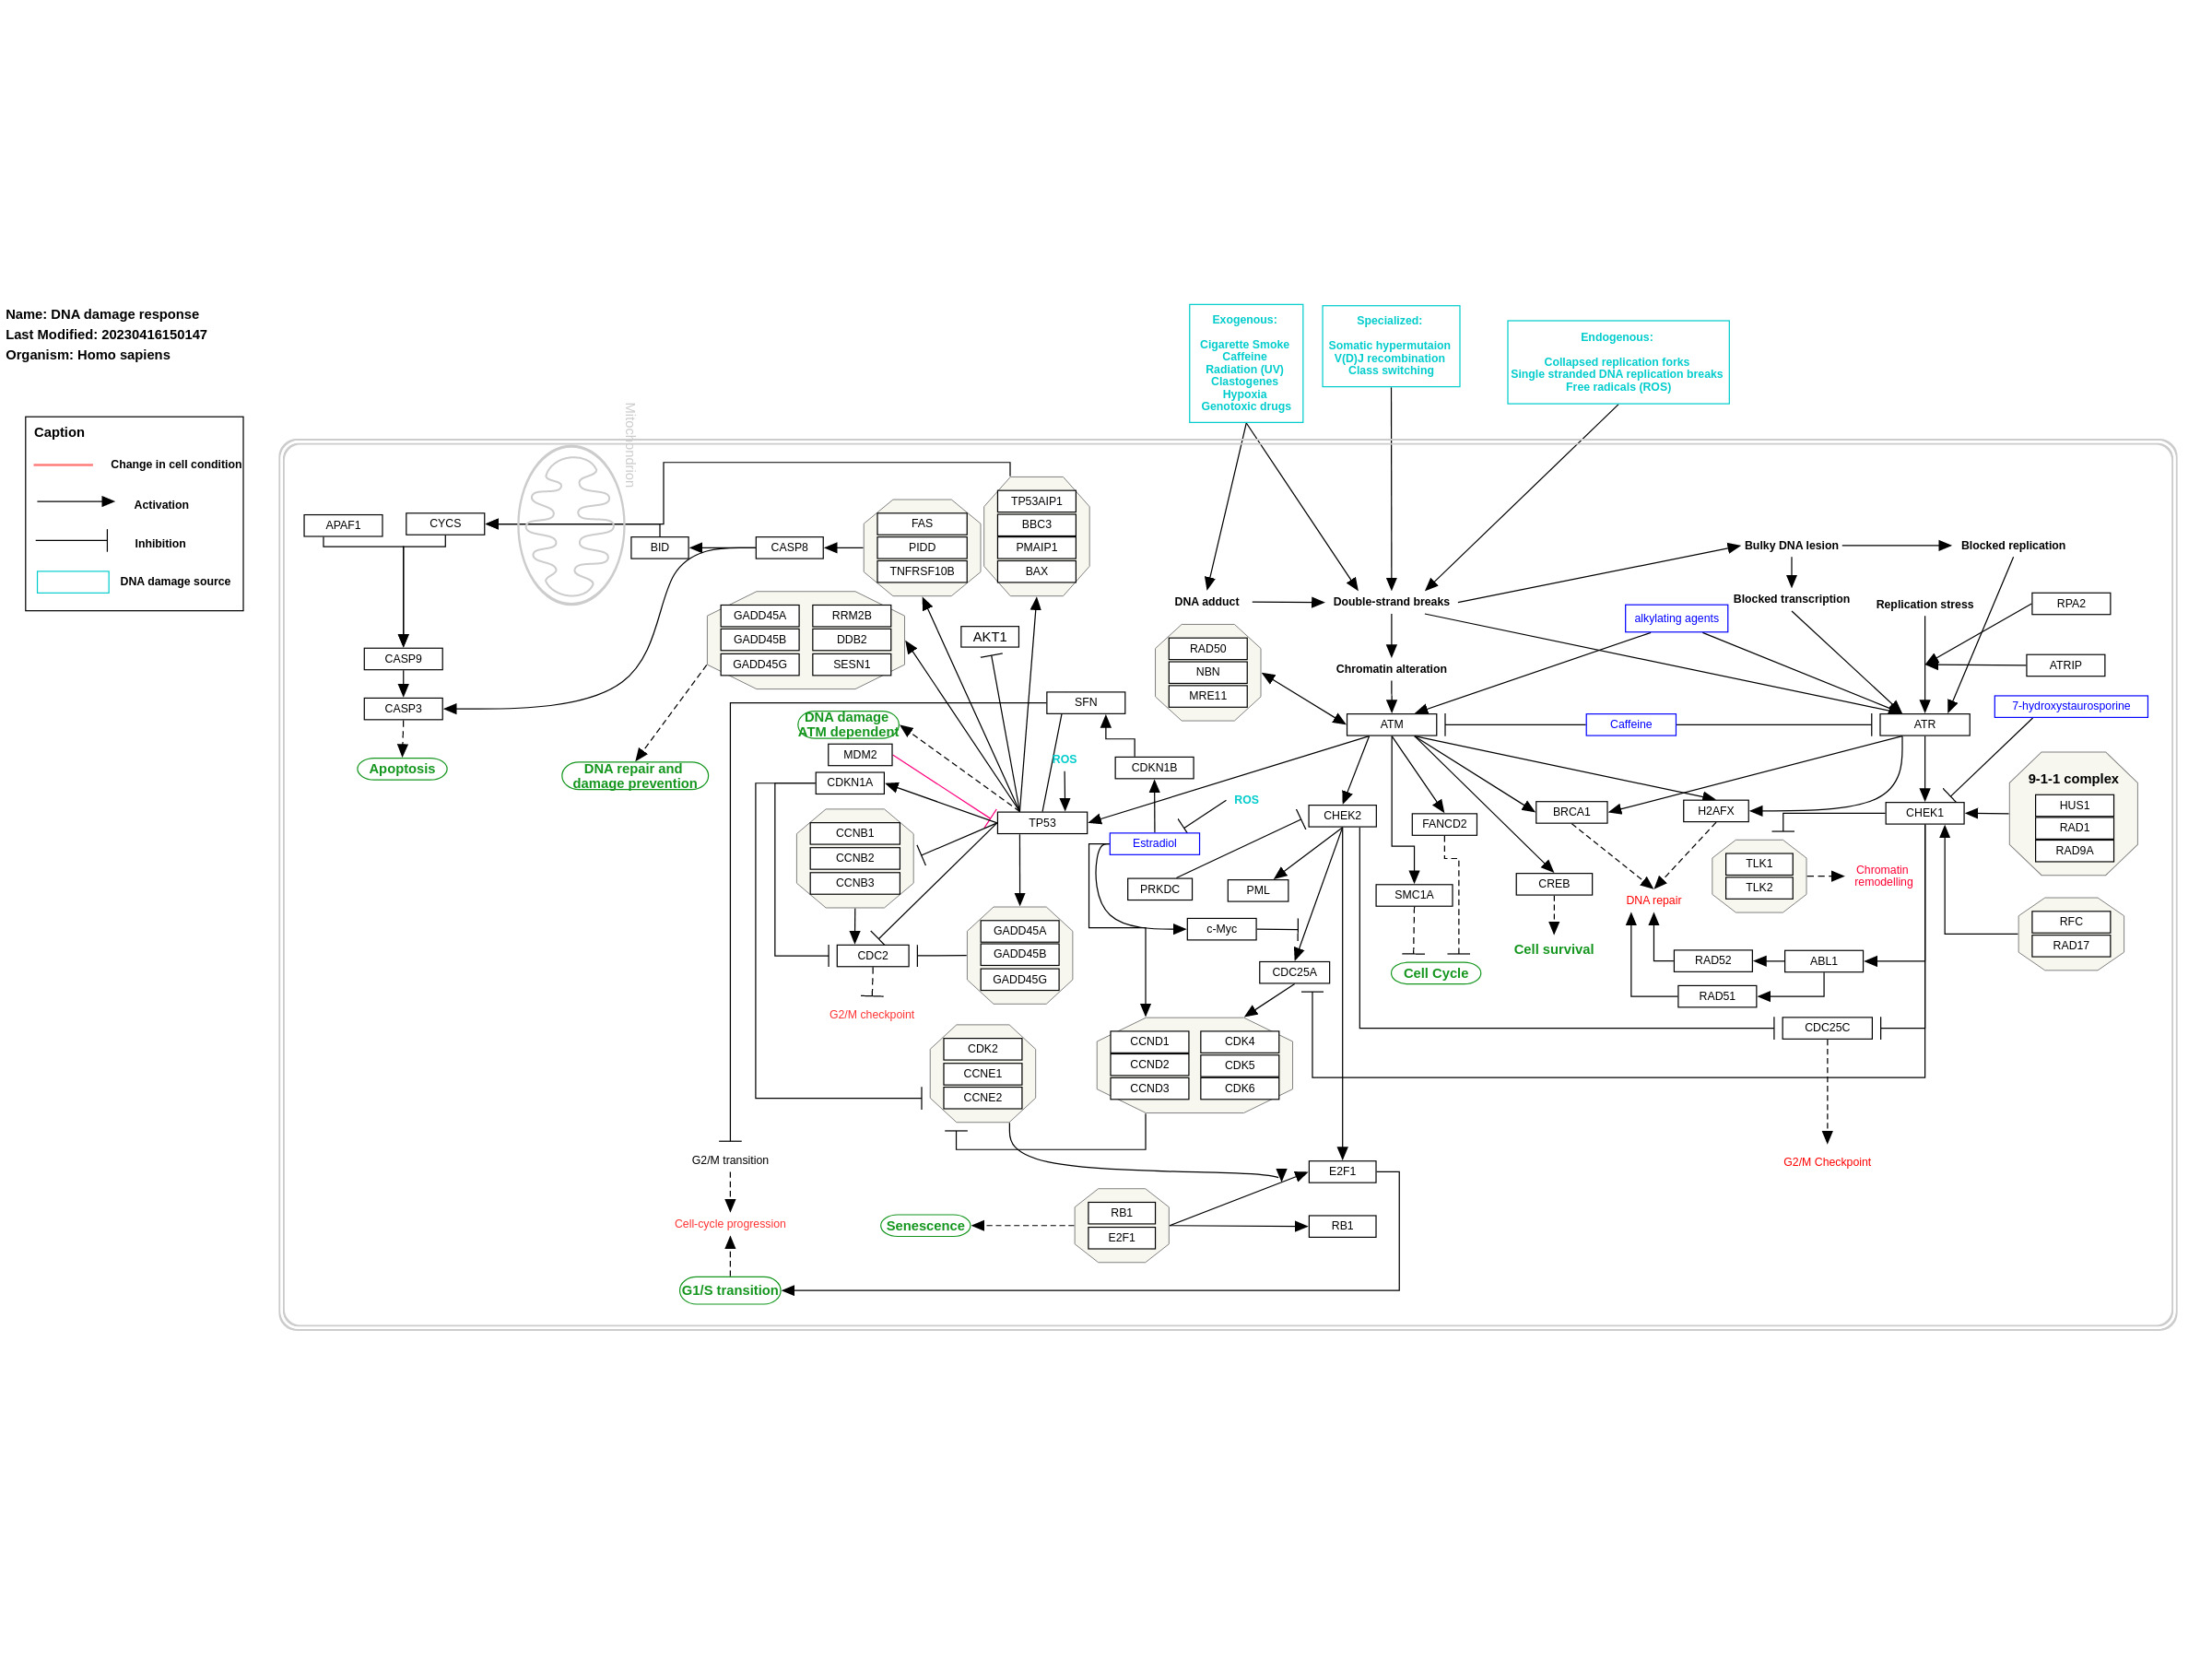 Name: DNA damage response
Last Modified: 20230416150147
Organism: Homo sapiens
Caption
Change in cell condition
Activation
Inhibition
DNA damage source
Exogenous:
Cigarette Smoke
Caffeine
Radiation (UV)
Clastogenes
Hypoxia
Genotoxic drugs
Specialized:
Somatic hypermutaion
V(D)J recombination
Class switching
Endogenous:
Collapsed replication forks
Single stranded DNA replication breaks
Free radicals (ROS)
Mitochondrion
APAF1
CYCS
BID
CASP8
FAS
PIDD
TNFRSF10B
TP53AIP1
BBC3
PMAIP1
BAX
CASP9
CASP3
Apoptosis
GADD45A
GADD45B
GADD45G
RRM2B
DDB2
SESN1
AKT1
DNA repair and
damage prevention
DNA damage
ATM dependent
MDM2
CDKN1A
SFN
ROS
CDKN1B
TP53
ROS
Estradiol
CCNB1
CCNB2
CCNB3
CDC2
G2/M checkpoint
GADD45A
GADD45B
GADD45G
DNA adduct
Double-strand breaks
Chromatin alteration
RAD50
NBN
MRE11
ATM
Caffeine
alkylating agents
Bulky DNA lesion
Blocked replication
Blocked transcription
Replication stress
RPA2
ATRIP
7-hydroxystaurosporine
ATR
9-1-1 complex
HUS1
RAD1
RAD9A
RFC
RAD17
CHEK1
CHEK2
FANCD2
BRCA1
H2AFX
TLK1
TLK2
Chromatin
remodelling
PRKDC
PML
SMC1A
CREB
DNA repair
c-Myc
CDC25A
Cell Cycle
Cell survival
RAD52
ABL1
RAD51
CDC25C
G2/M Checkpoint
CDK2
CCNE1
CCNE2
CCND1
CCND2
CCND3
CDK4
CDK5
CDK6
G2/M transition
Cell-cycle progression
G1/S transition
Senescence
RB1
E2F1
E2F1
RB1